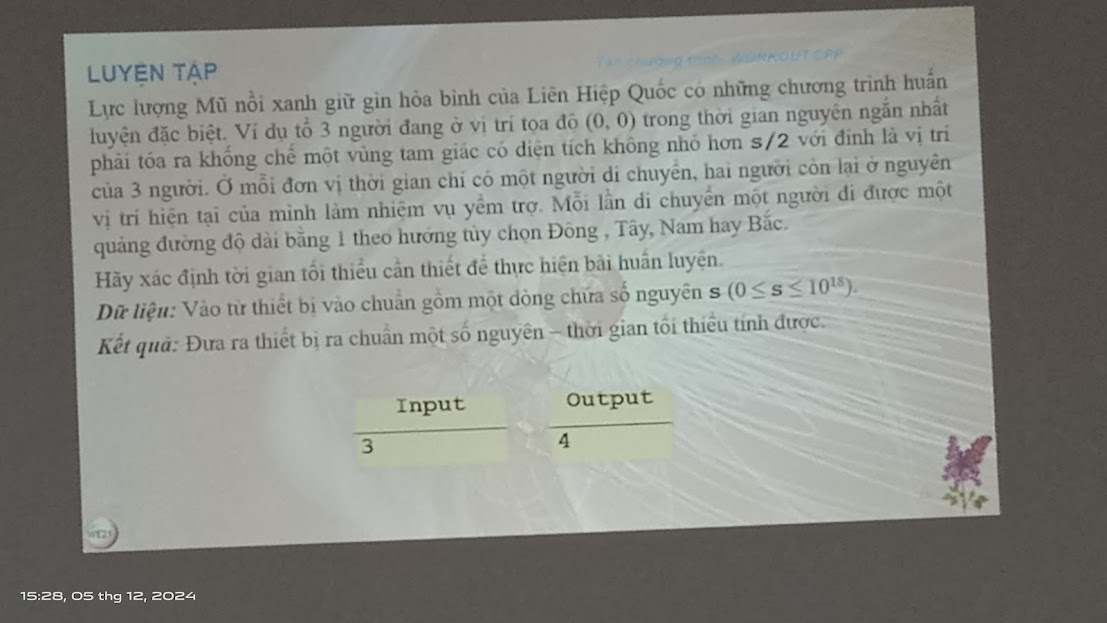 LUYỆN TẬP
Tên chương trình: WORKOUT.CPP
Lực lượng Mũ nồi xanh giữ gìn hòa bình của Liên Hiệp Quốc có những chương trình huấn
luyện đặc biệt. Ví dụ tổ 3 người đang ở vị trí tọa độ (0, 0) trong thời gian nguyên ngắn nhất
phải tỏa ra khống chế một vùng tam giác có diện tích không nhỏ hơn s/2 với đỉnh là vị trí
của 3 người. Ở mỗi đơn vị thời gian chỉ có một người di chuyển, hai người còn lại ở nguyên
vị trí hiện tại của mình làm nhiệm vụ yểm trợ. Mỗi lần di chuyển một người đi được một
quảng đường độ dài bằng 1 theo hướng tùy chọn Đông , Tây, Nam hay Bắc.
Hãy xác định tời gian tối thiểu cần thiết để thực hiện bài huấn luyện.
Dữ liệu: Vào từ thiết bị vào chuẩn gồm một dòng chứa số nguyên s (0 ≤ s ≤ 10¹⁸).
Kết quả: Đưa ra thiết bị ra chuẩn một số nguyên – thời gian tối thiểu tính được.
Input Output
3 4
WE21
15:28, 05 thg 12, 2024